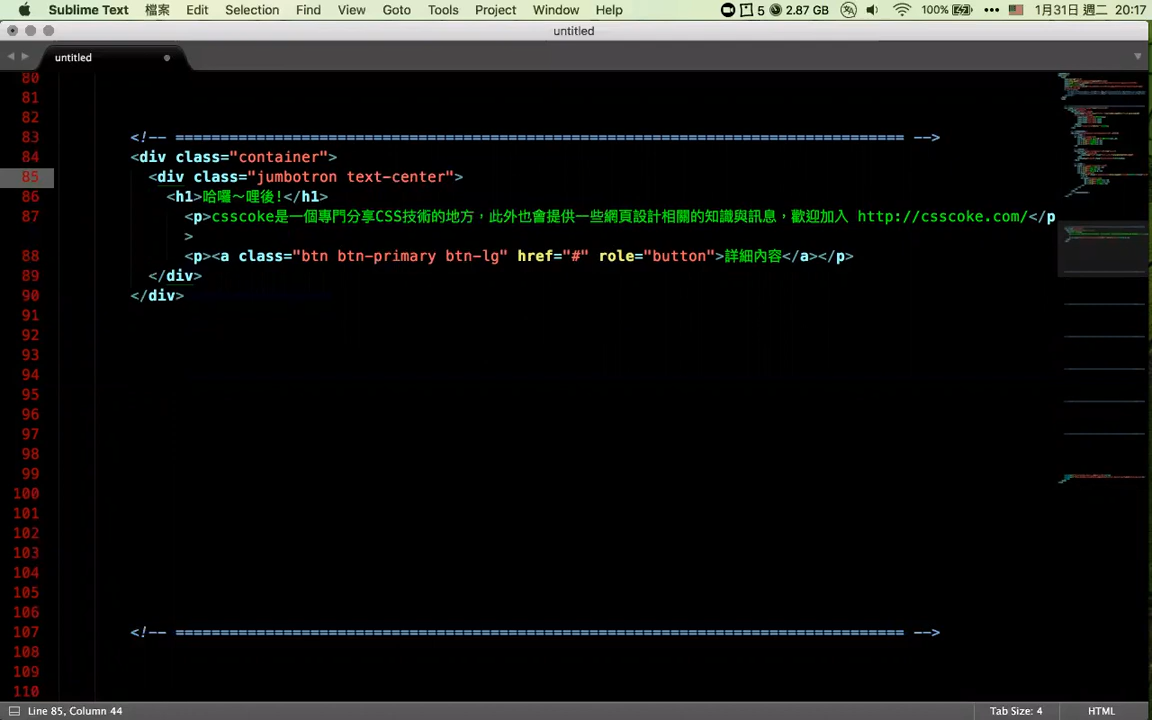 Sublime Text 檔案 Edit Selection Find View Goto Tools Project Window Help 5 2.87 GB 100% 1月31日 週二 20:17
untitled
untitled
80
81
82
83 <!-- ================================================================================= -->
84 <div class="container">
85 <div class="jumbotron text-center">
86 <h1>哈囉～哩後!</h1>
87 <p>csscoke是一個專門分享CSS技術的地方，此外也會提供一些網頁設計相關的知識與訊息，歡迎加入 http://csscoke.com/</p
>
88 <p><a class="btn btn-primary btn-lg" href="#" role="button">詳細內容</a></p>
89 </div>
90 </div>
91
92
93
94
95
96
97
98
99
100
101
102
103
104
105
106
107 <!-- ================================================================================= -->
108
109
110
Line 85, Column 44 Tab Size: 4 HTML